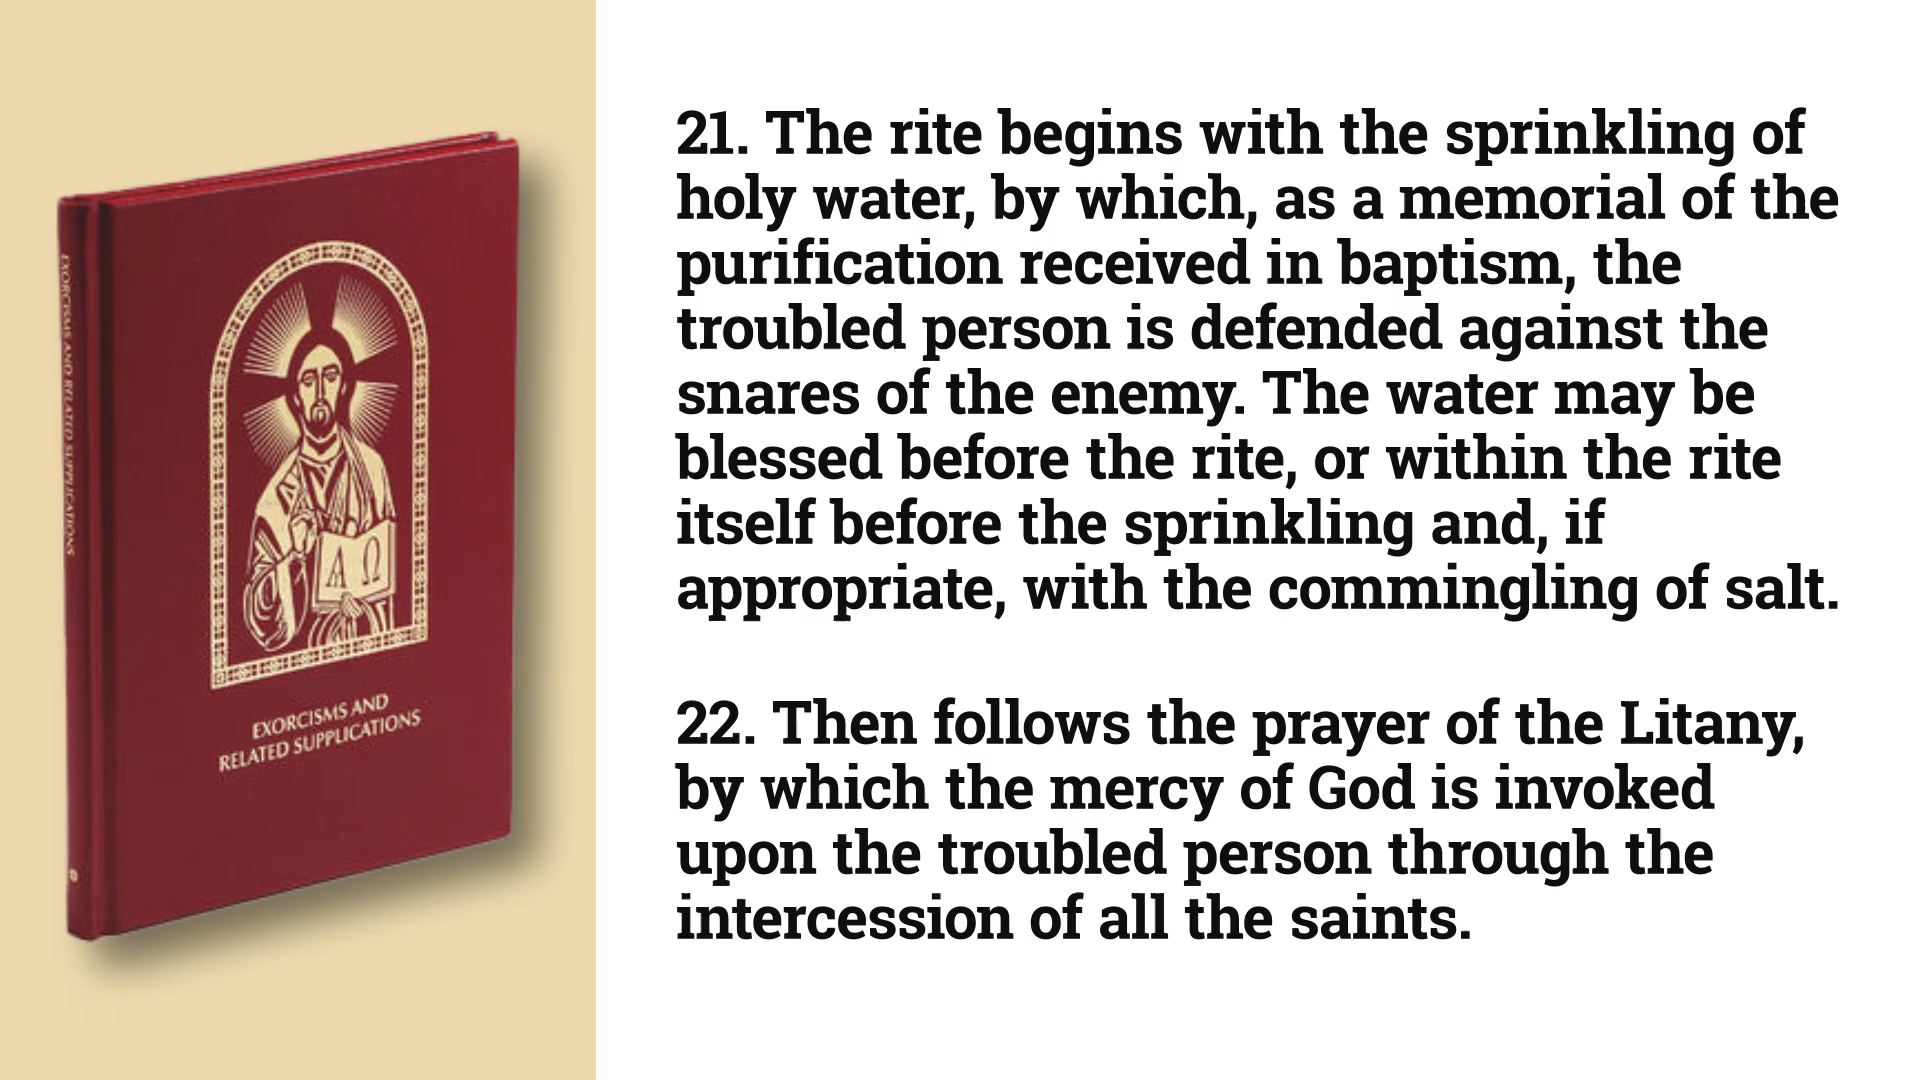 EXORCISMS AND RELATED SUPPLICATIONS
Α Ω
EXORCISMS AND
RELATED SUPPLICATIONS
21. The rite begins with the sprinkling of
holy water, by which, as a memorial of the
purification received in baptism, the
troubled person is defended against the
snares of the enemy. The water may be
blessed before the rite, or within the rite
itself before the sprinkling and, if
appropriate, with the commingling of salt.
22. Then follows the prayer of the Litany,
by which the mercy of God is invoked
upon the troubled person through the
intercession of all the saints.